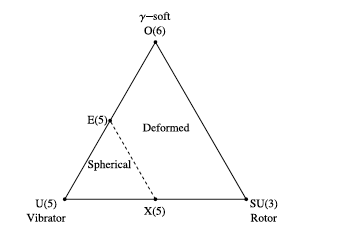 γ−soft
O(6)
E(5)
Deformed
Spherical
U(5)
Vibrator
X(5)
SU(3)
Rotor